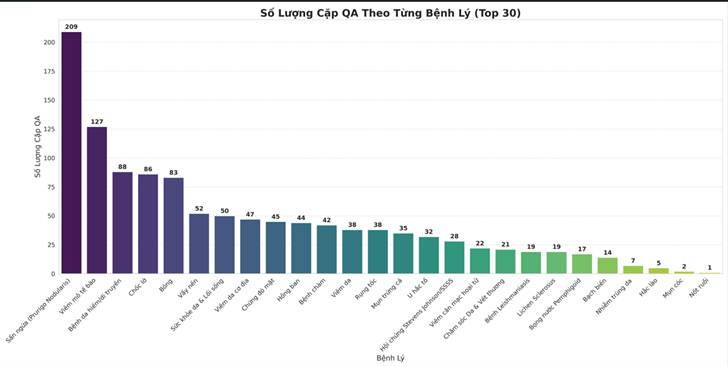 Số Lượng Cặp QA Theo Từng Bệnh Lý (Top 30)
Số Lượng Cặp QA
200
175
150
125
100
75
50
25
0
209
127
88
86
83
52
50
47
45
44
42
38
38
35
32
28
22
21
19
19
17
14
7
5
2
1
Sẩn ngứa (Prurigo Nodularis)
Viêm mô tế bào
Bệnh da hiếm/di truyền
Chốc lở
Bỏng
Vẩy nến
Sức khỏe da & Lối sống
Viêm da cơ địa
Chứng đỏ mặt
Hồng ban
Bệnh chàm
Viêm da
Rụng tóc
Mụn trứng cá
U hắc tố
Hội chứng Stevens Johnson/SSSS
Viêm cân mạc hoại tử
Chăm sóc Da & Vết thương
Bệnh Leishmaniasis
Lichen Sclerosus
Bọng nước Pemphigoid
Bạch biến
Nhiễm trùng da
Hắc lào
Mụn cóc
Nốt ruồi
Bệnh Lý